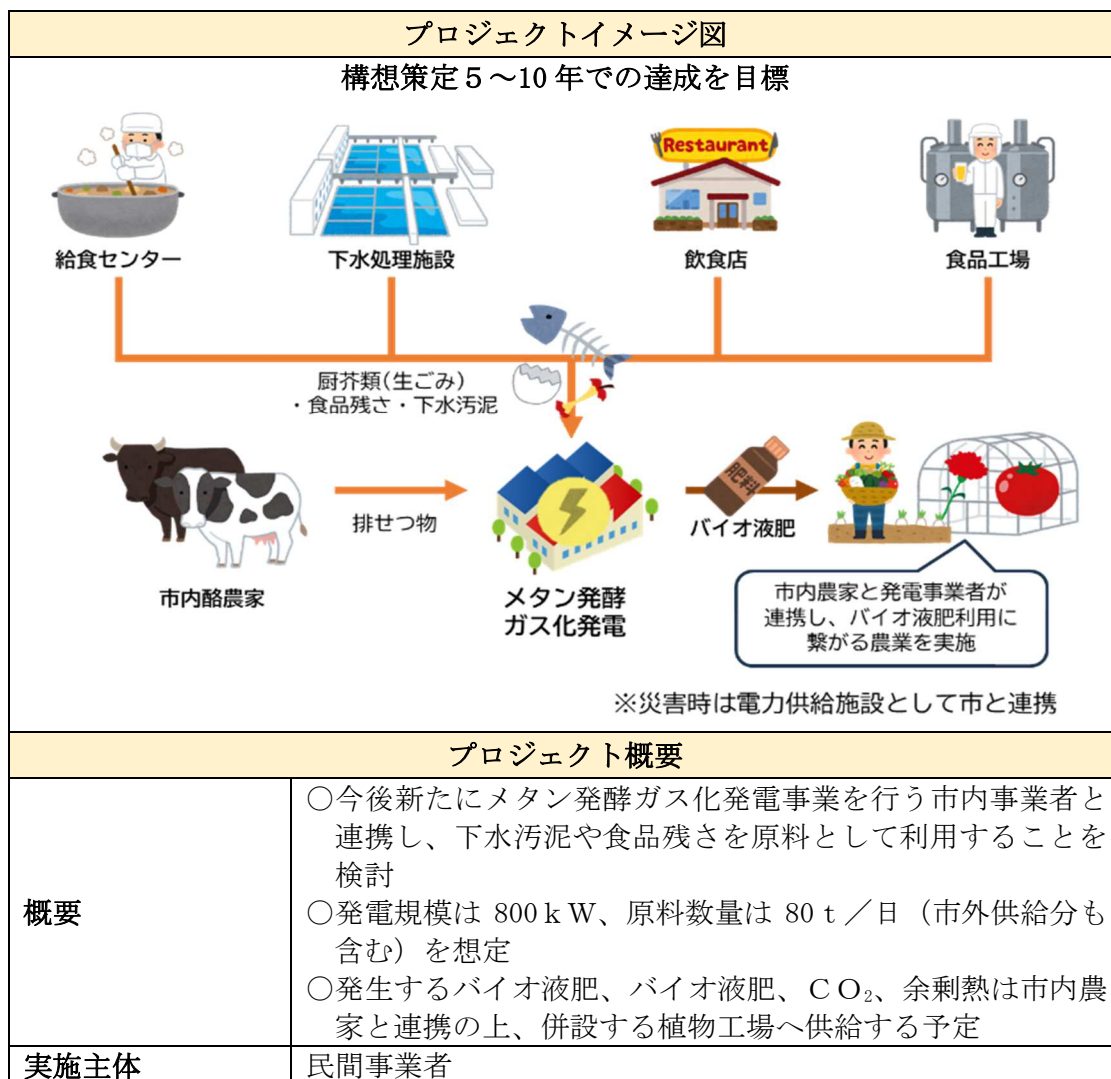 プロジェクトイメージ図
構想策定5~10年での達成を目標
Restaurant
給食センター
下水処理施設
飲食店
食品工場
厨芥類(生ごみ)
・食品残さ・下水汚泥
排せつ物
肥料
バイオ液肥
市内酪農家
メタン発酵
ガス化発電
市内農家と発電事業者が
連携し、バイオ液肥利用に
繋がる農業を実施
※災害時は電力供給施設として市と連携
プロジェクト概要
概要
○今後新たにメタン発酵ガス化発電事業を行う市内事業者と
連携し、下水汚泥や食品残さを原料として利用することを
検討
○発電規模は 800kW、原料数量は 80t/日(市外供給分も
含む)を想定
○発生するバイオ液肥、バイオ液肥、CO₂、余剰熱は市内農
家と連携の上、併設する植物工場へ供給する予定
実施主体
民間事業者